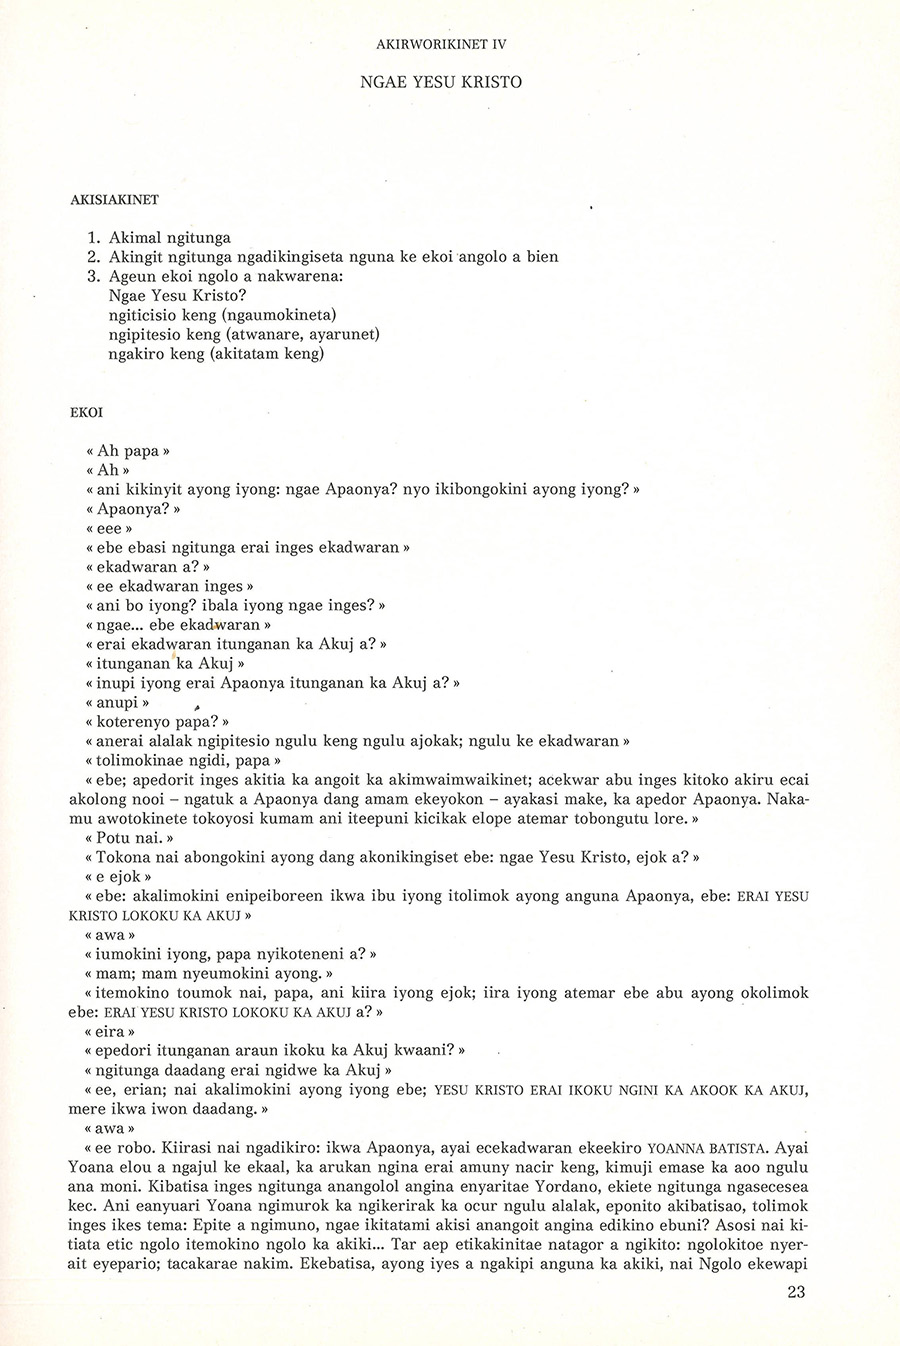 AKIRWORIKINET IV
NGAE YESU KRISTO
AKISIAKINET
1. Akimal ngitunga
2. Akingit ngitunga ngadikingiseta nguna ke ekoi angolo a bien
3. Ageun ekoi ngolo a nakwarena:
Ngae Yesu Kristo?
ngiticisio keng (ngaumokineta)
ngipitesio keng (atwanare, ayarunet)
ngakiro keng (akitatam keng)
EKOI
« Ah papa »
« Ah »
« ani kikinyit ayong iyong: ngae Apaonya? nyo ikibongokini ayong iyong? »
« Apaonya? »
« eee »
« ebe ebasi ngitunga erai inges ekadwaran »
« ekadwaran a? »
« ee ekadwaran inges »
« ani bo iyong? ibala iyong ngae inges? »
« ngae... ebe ekadwaran »
« erai ekadwaran itunganan ka Akuj a? »
« itunganan ka Akuj »
« inupi iyong erai Apaonya itunganan ka Akuj a? »
« anupi »
« koterenyo papa? »
« anerai alalak ngipitesio ngulu keng ngulu ajokak; ngulu ke ekadwaran »
« tolimokinae ngidi, papa »
« ebe; apedorit inges akitia ka angoit ka akimwaimwaikinet; acekwar abu inges kitoko akiru ecai
akolong nooi – ngatuk a Apaonya dang amam ekeyokon – ayakasi make, ka apedor Apaonya. Naka-
mu awotokinete tokoyosi kumam ani iteepuni kicikak elope atemar tobongutu lore. »
« Potu nai. »
« Tokona nai abongokini ayong dang akonikingiset ebe: ngae Yesu Kristo, ejok a? »
« e ejok »
« ebe: akalimokini enipeiboreen ikwa ibu iyong itolimok ayong anguna Apaonya, ebe: ERAI YESU
KRISTO LOKOKU KA AKUJ »
« awa »
« iumokini iyong, papa nyikoteneni a? »
« mam; mam nyeumokini ayong. »
« itemokino toumok nai, papa, ani kiira iyong ejok; iira iyong atemar ebe abu ayong okolimok
ebe: ERAI YESU KRISTO LOKOKU KA AKUJ a? »
« eira »
« epedori itunganan araun ikoku ka Akuj kwaani? »
« ngitunga daadang erai ngidwe ka Akuj »
« ee, erian; nai akalimokini ayong iyong ebe; YESU KRISTO ERAI IKOKU NGINI KA AKOOK KA AKUJ,
mere ikwa iwon daadang. »
« awa »
« ee robo. Kiirasi nai ngadikiro: ikwa Apaonya, ayai ecekadwaran ekeekiro YOANNA BATISTA. Ayai
Yoana elou a ngajul ke ekaal, ka arukan ngina erai amuny nacir keng, kimuji emase ka aoo ngulu
ana moni. Kibatisa inges ngitunga anangolol angina enyaritae Yordano, ekiete ngitunga ngasecesea
kec. Ani eanyuari Yoana ngimurok ka ngikerirak ka ocur ngulu alalak, eponito akibatisao, tolimok
inges ikes tema: Epite a ngimuno, ngae ikitatami akisi anangoit angina edikino ebuni? Asosi nai ki-
tiata etic ngolo itemokino ngolo ka akiki... Tar aep etikakinitae natagor a ngikito: ngolokitoe nyer-
ait eyepario; tacakarae nakim. Ekebatisa, ayong iyes a ngakipi anguna ka akiki, nai Ngolo ekewapi
23